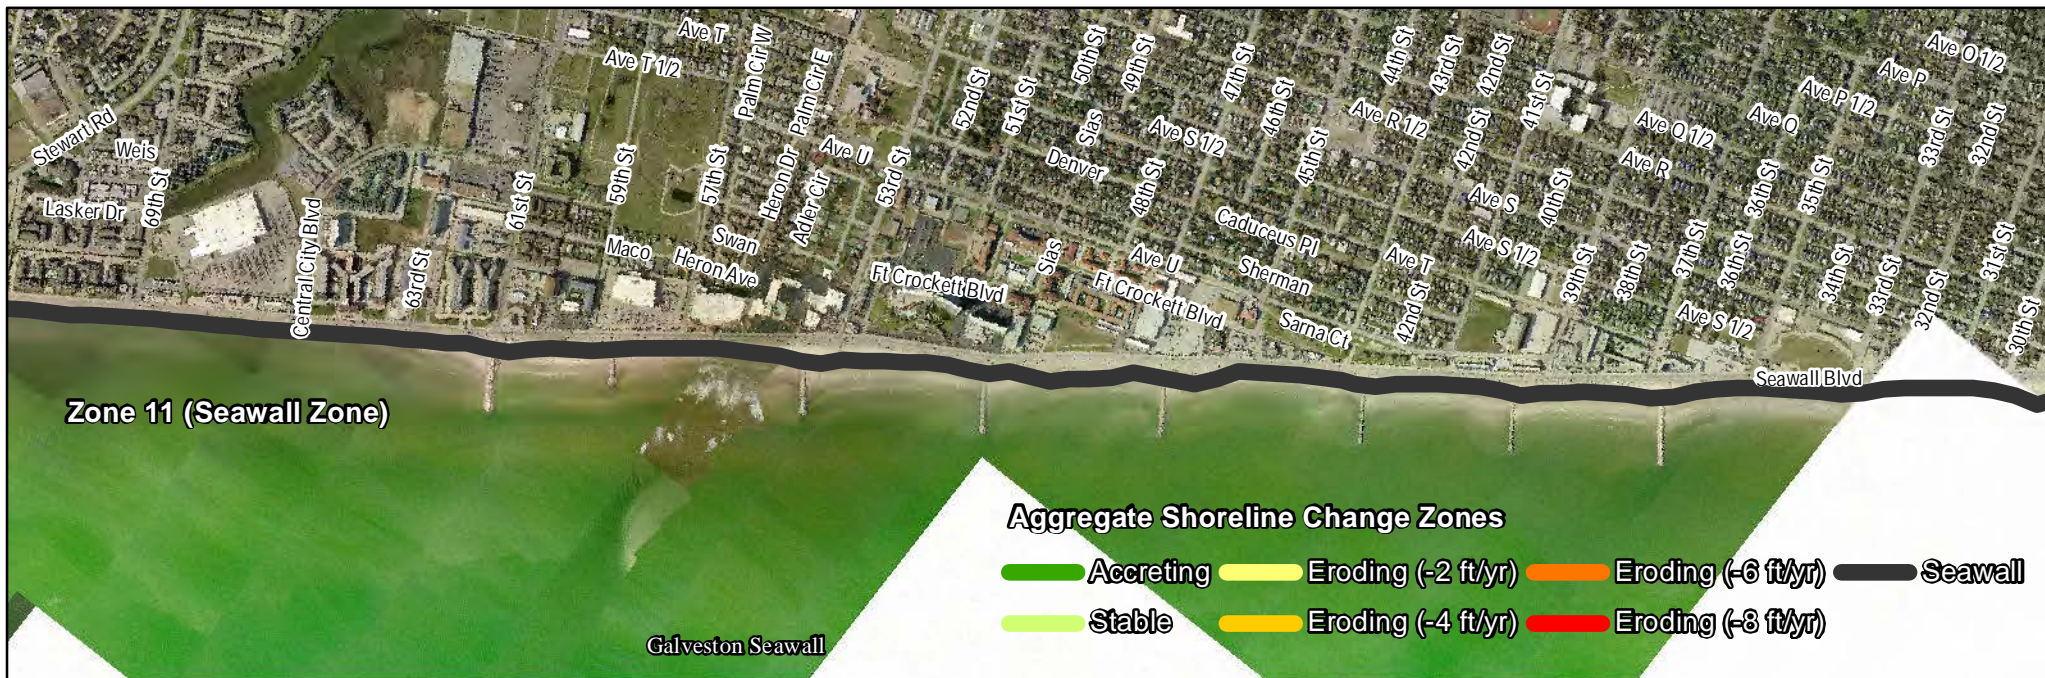 Ave T
Ave T 1/2
Palm Cir W
Palm Cir E
52nd St
51st St
50th St
49th St
47th St
46th St
44th St
43rd St
42nd St
41st St
Ave O 1/2
Ave P
Ave P 1/2
Ave Q
Ave Q 1/2
Ave R
Ave R 1/2
33rd St
32nd St
Stewart Rd
Weis
69th St
Lasker Dr
Central City Blvd
63rd St
61st St
59th St
57th St
Heron Dr
Adler Cir
Ave U
53rd St
Sias
Denver
Ave S 1/2
48th St
45th St
42nd St
Ave S
40th St
36th St
35th St
Maco
Swan
Heron Ave
Ft Crockett Blvd
Sias
Ave U
Ft Crockett Blvd
Caduceus Pl
Sherman
Sarna Ct
Ave T
42nd St
Ave S 1/2
39th St
38th St
37th St
36th St
Ave S 1/2
34th St
33rd St
32nd St
31st St
30th St
Seawall Blvd
Zone 11 (Seawall Zone)
Aggregate Shoreline Change Zones
Accreting
Eroding (-2 ft/yr)
Eroding (-6 ft/yr)
Seawall
Stable
Eroding (-4 ft/yr)
Eroding (-8 ft/yr)
Galveston Seawall